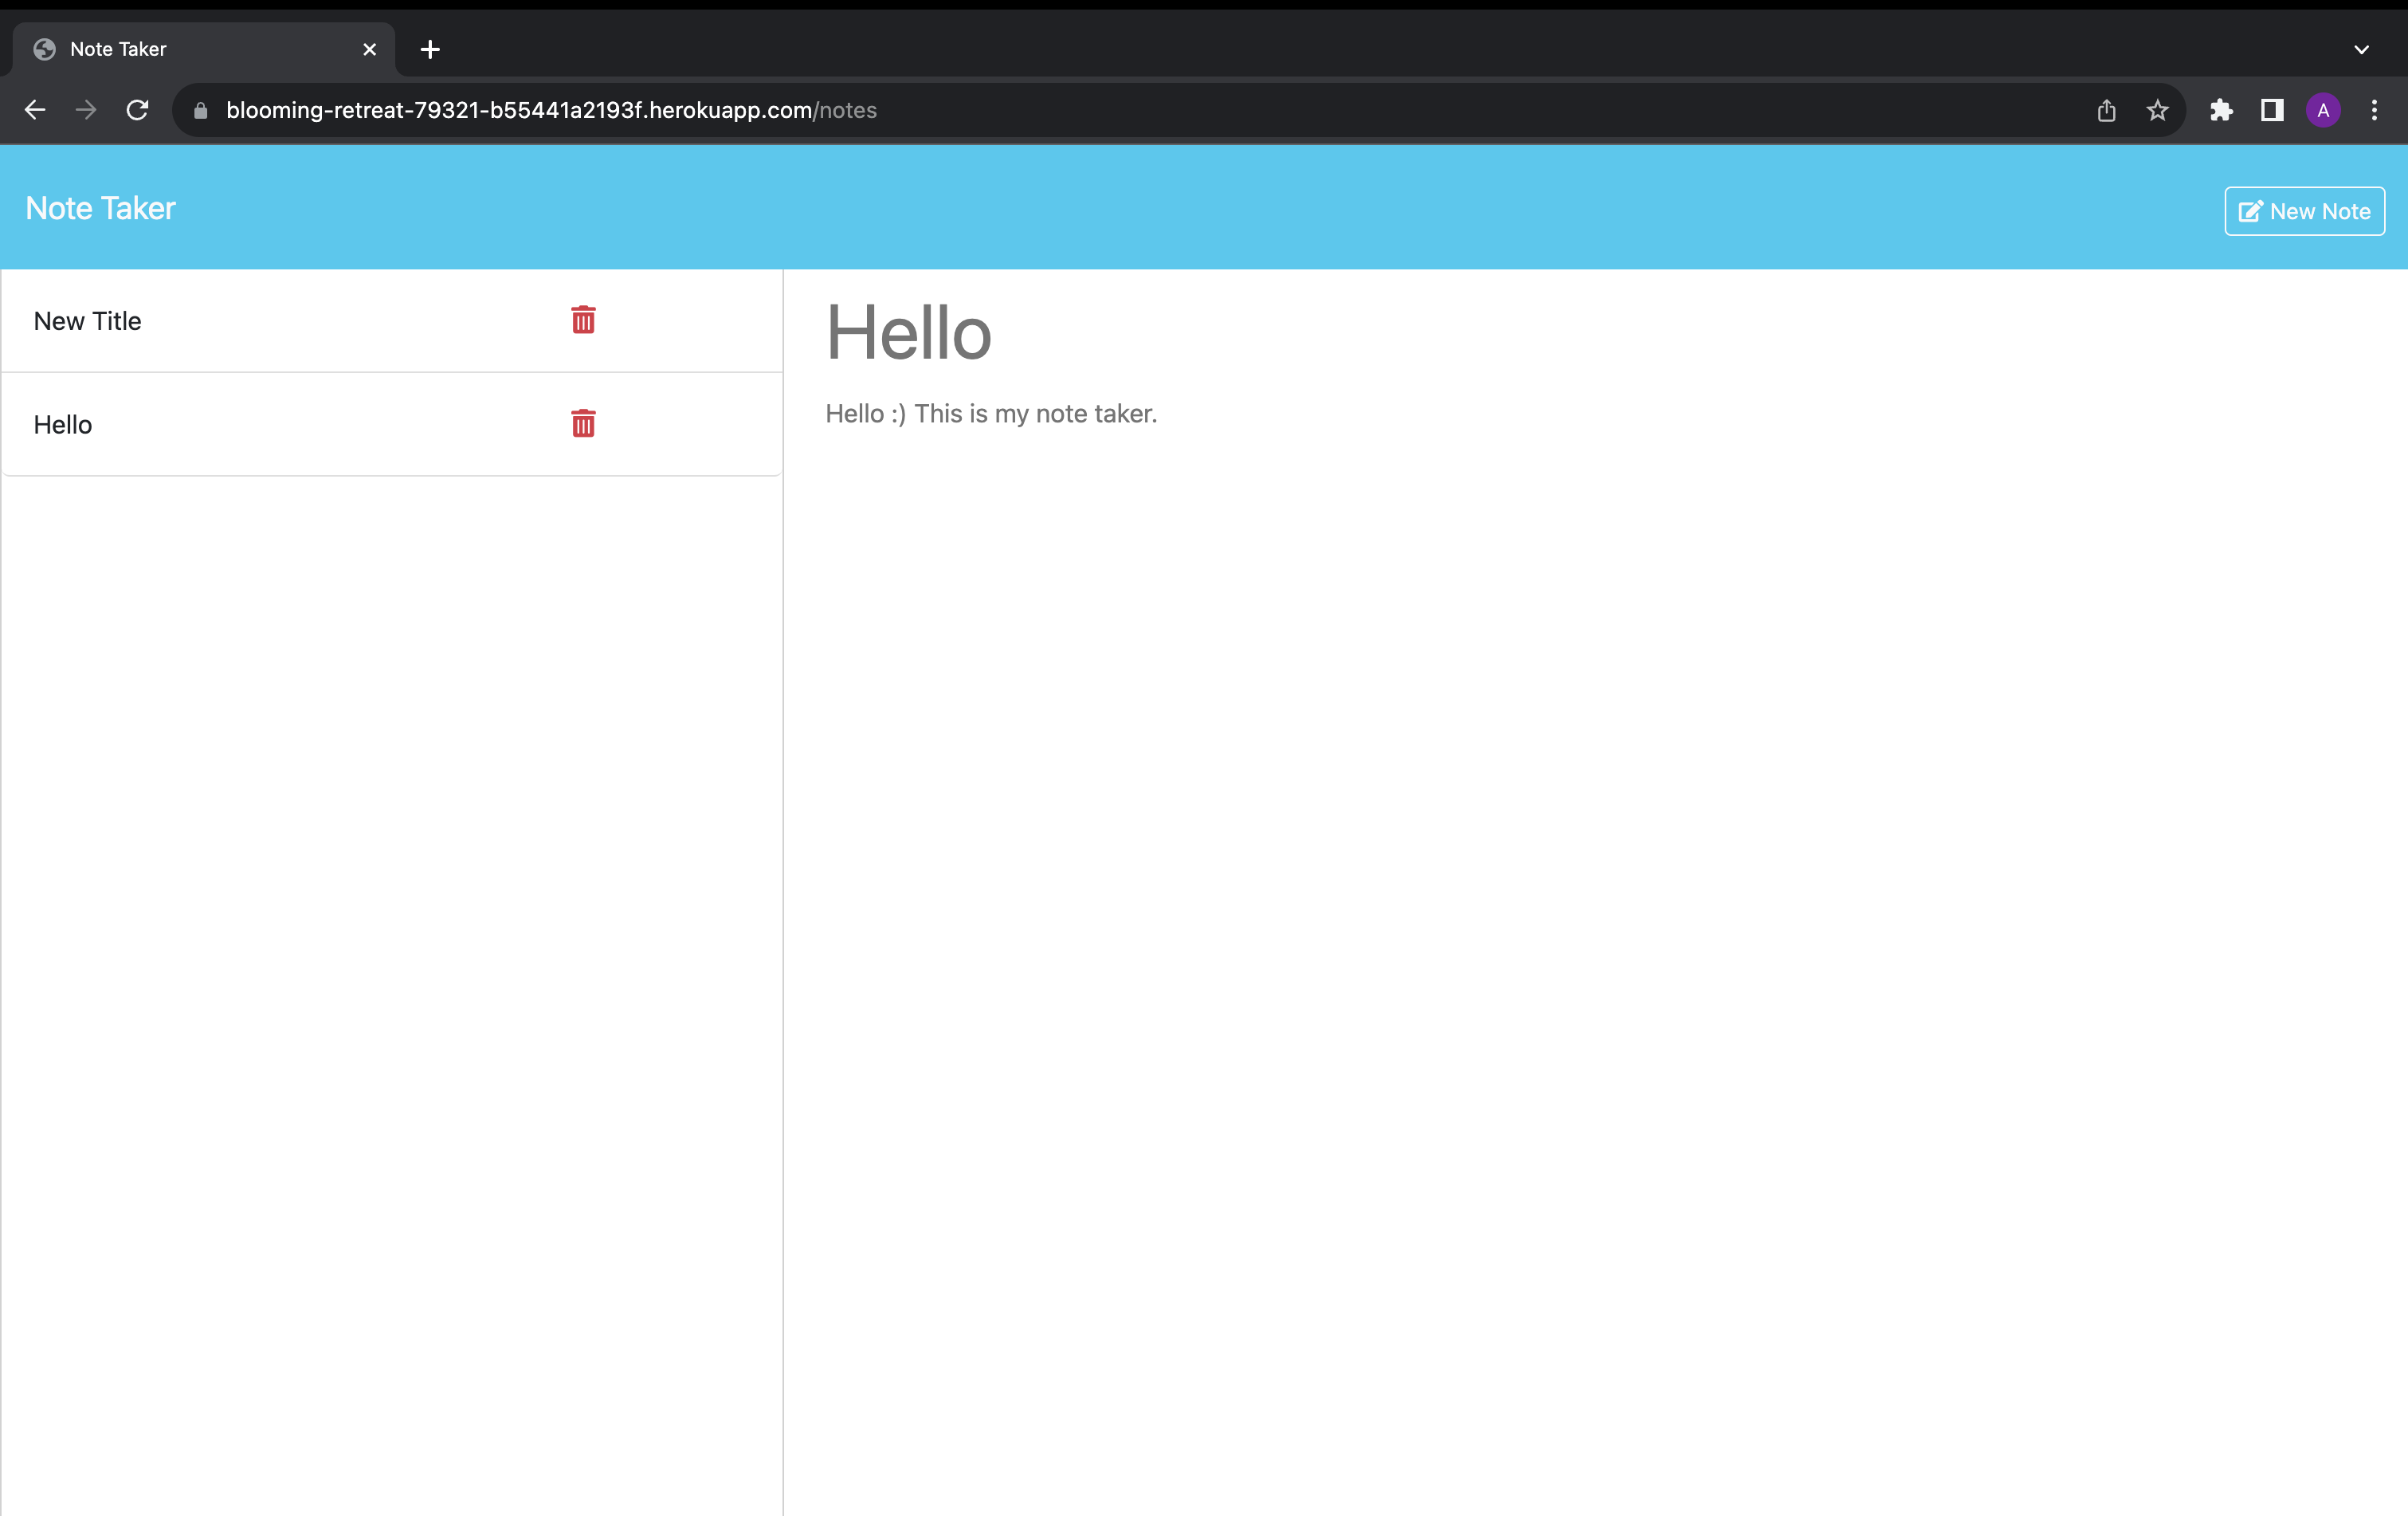 Note Taker
blooming-retreat-79321-b55441a2193f.herokuapp.com/notes
A
Note Taker
New Note
New Title
Hello
Hello
Hello :) This is my note taker.